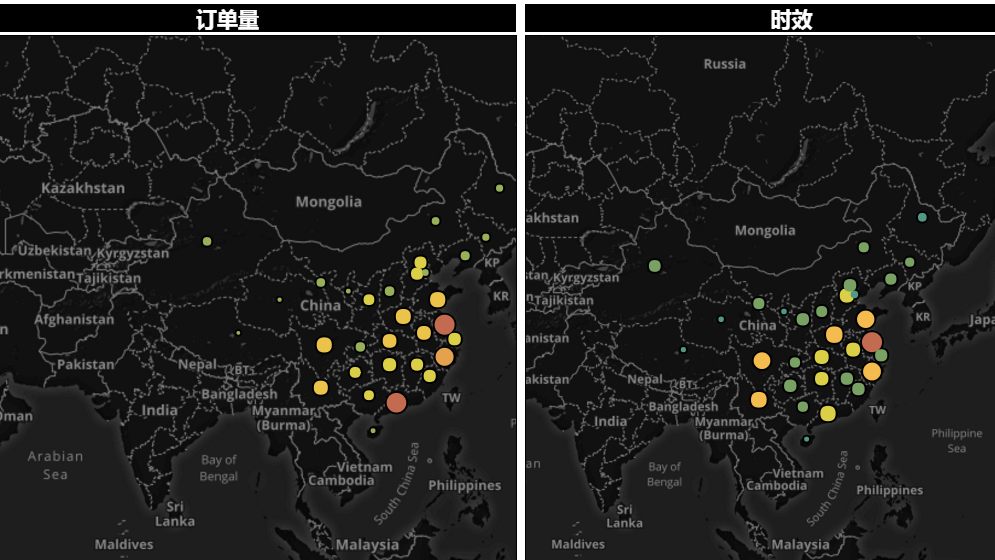 订单量
时效
Kazakhstan
Mongolia
Uzbekistan
Kyrgyzstan
rkmenistan
Tajikistan
KP
KR
China
Afghanistan
Pakistan
Nepal
BT
Bangladesh
TW
India
Myanmar
(Burma)
Oman
Arabian
Sea
Bay of
Bengal
Vietnam
Cambodia
South China Sea
Philippines
Sri
Lanka
Maldives
Malaysia
Russia
akhstan
Mongolia
stan
Kyrgyzstan
Tajikistan
KP
KR
Japa
China
anistan
akistan
Nepal
BT
Bangladesh
TW
India
Myanmar
(Burma)
an
Bay of
Bengal
Vietnam
Cambodia
South China Sea
Philippine
Sea
Philippines
Sri
Lanka
Maldives
Malaysia